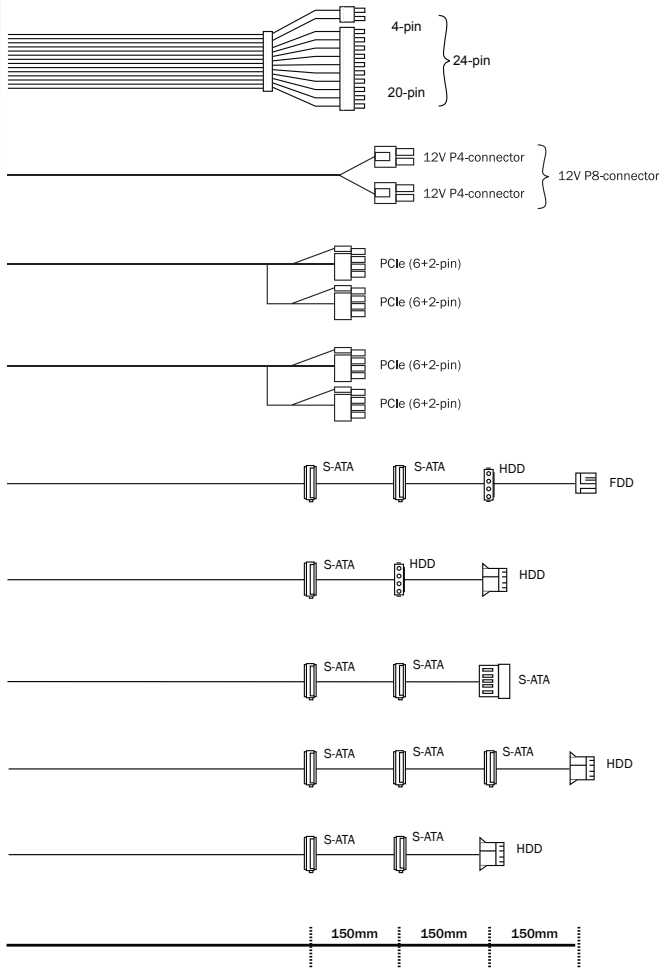 4-pin
24-pin
20-pin
12V P4-connector
12V P8-connector
12V P4-connector
PCIe (6+2-pin)
PCIe (6+2-pin)
PCIe (6+2-pin)
PCIe (6+2-pin)
S-ATA S-ATA HDD FDD
S-ATA HDD HDD
S-ATA S-ATA S-ATA
S-ATA S-ATA S-ATA HDD
S-ATA S-ATA HDD
150mm 150mm 150mm